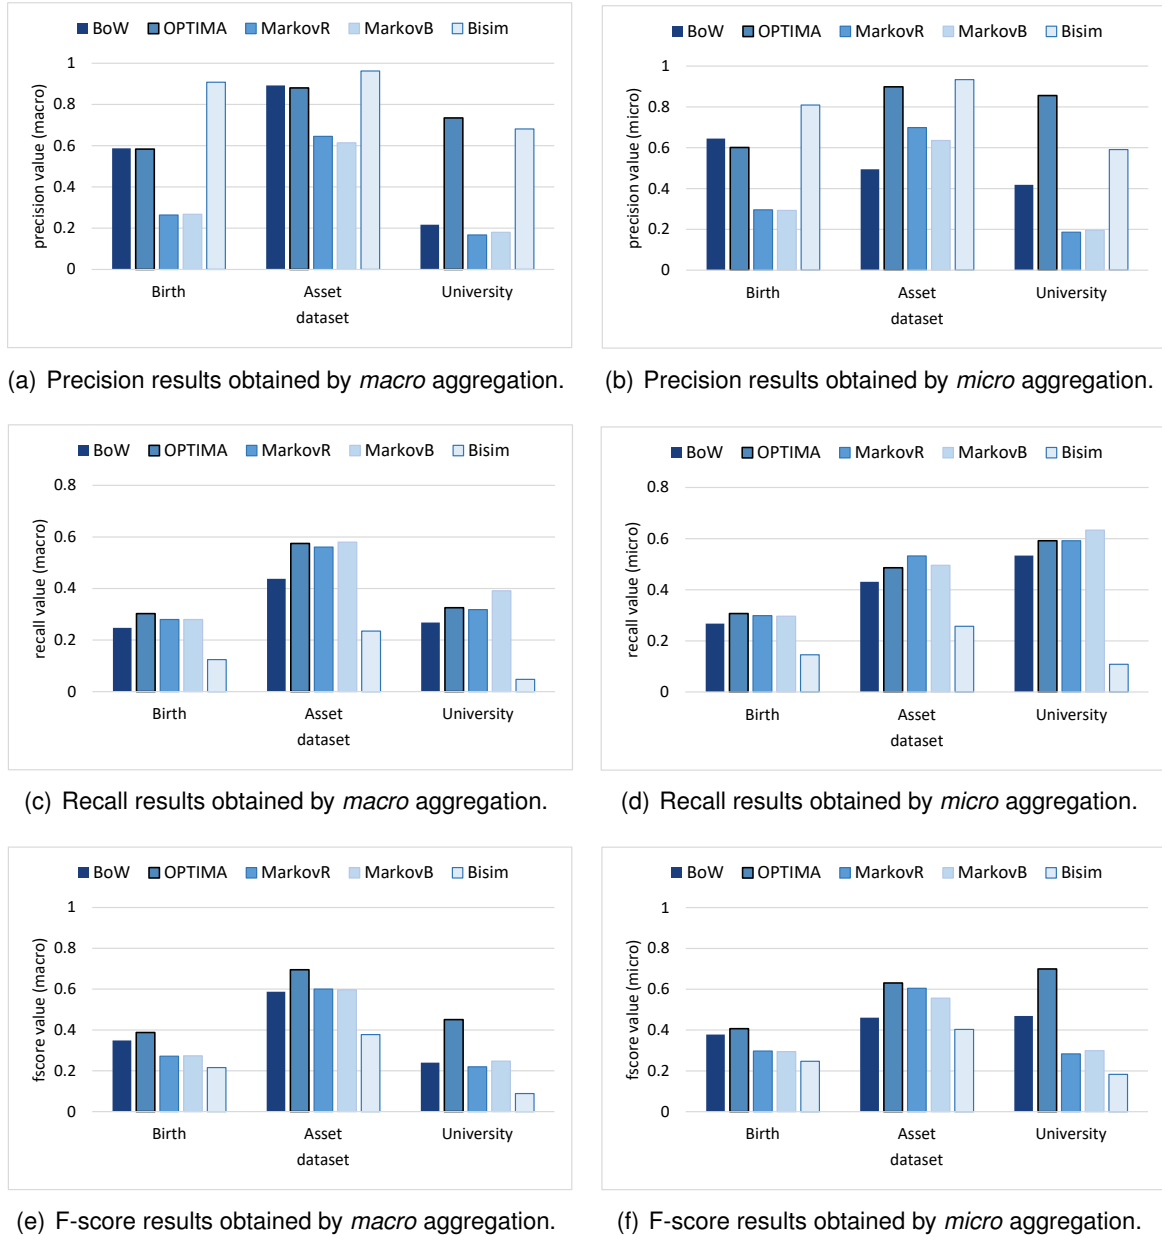 BoW OPTIMA MarkovR MarkovB Bisim
1
0.8
0.6
0.4
0.2
0
precision value (macro)
Birth Asset University
dataset
(a) Precision results obtained by macro aggregation.
BoW OPTIMA MarkovR MarkovB Bisim
1
0.8
0.6
0.4
0.2
0
precision value (micro)
Birth Asset University
dataset
(b) Precision results obtained by micro aggregation.
BoW OPTIMA MarkovR MarkovB Bisim
0.8
0.6
0.4
0.2
0
recall value (macro)
Birth Asset University
dataset
(c) Recall results obtained by macro aggregation.
BoW OPTIMA MarkovR MarkovB Bisim
0.8
0.6
0.4
0.2
0
recall value (micro)
Birth Asset University
dataset
(d) Recall results obtained by micro aggregation.
BoW OPTIMA MarkovR MarkovB Bisim
1
0.8
0.6
0.4
0.2
0
fscore value (macro)
Birth Asset University
dataset
(e) F-score results obtained by macro aggregation.
BoW OPTIMA MarkovR MarkovB Bisim
1
0.8
0.6
0.4
0.2
0
fscore value (micro)
Birth Asset University
dataset
(f) F-score results obtained by micro aggregation.